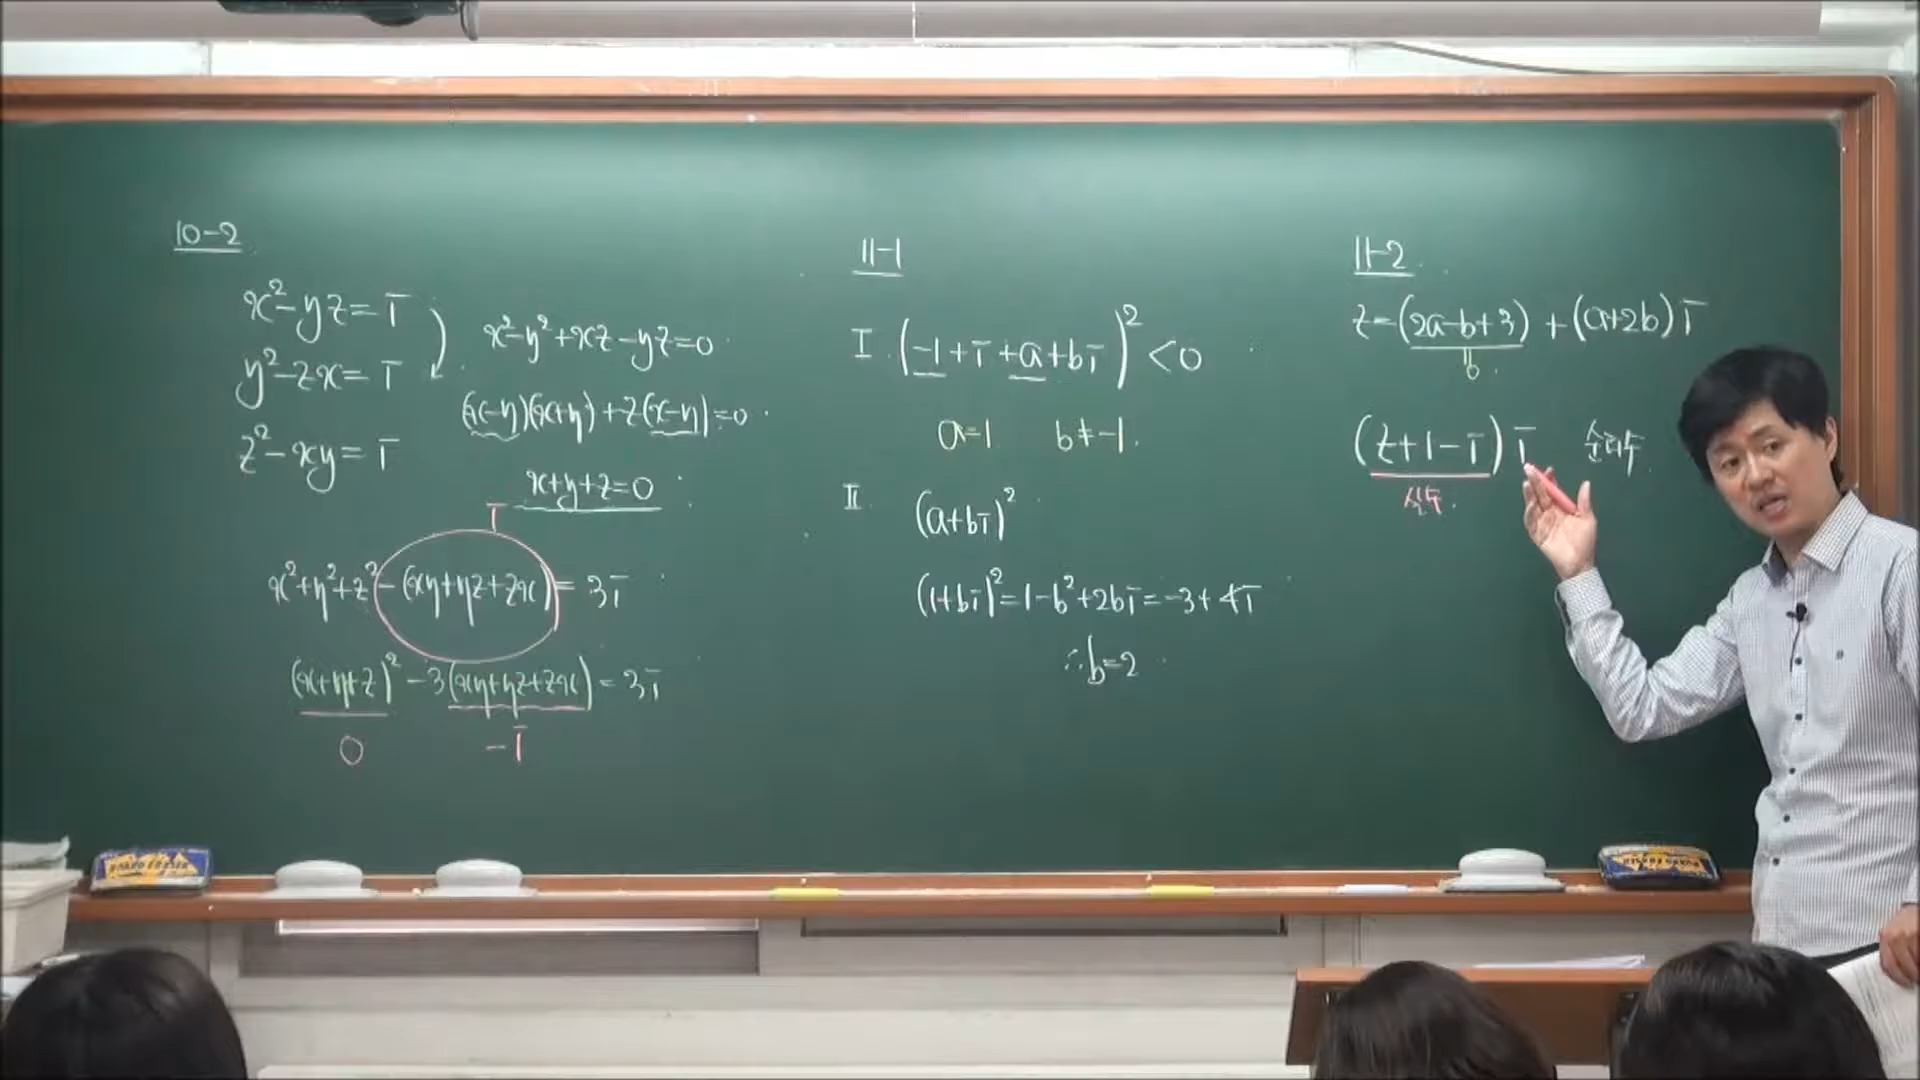 10-2
x²-yz=i
y²-zx=i
z²-xy=i
x²-y²+xz-yz=0
(x-y)(x+y)+z(x-y)=0
x+y+z=0
i
x²+y²+z²-(xy+yz+zx)=3i
(x+y+z)²-3(xy+yz+zx)=3i
0
-i
11-1
I. (-1+i+a+bi)²<0
a=1 b≠-1.
II (a+bi)²
(1+bi)²=1-b²+2bi=-3+4i
∴b=2
11-2
z=(2a-b+3)+(a+2b)i
(z+1-i)i 순허수
실수.